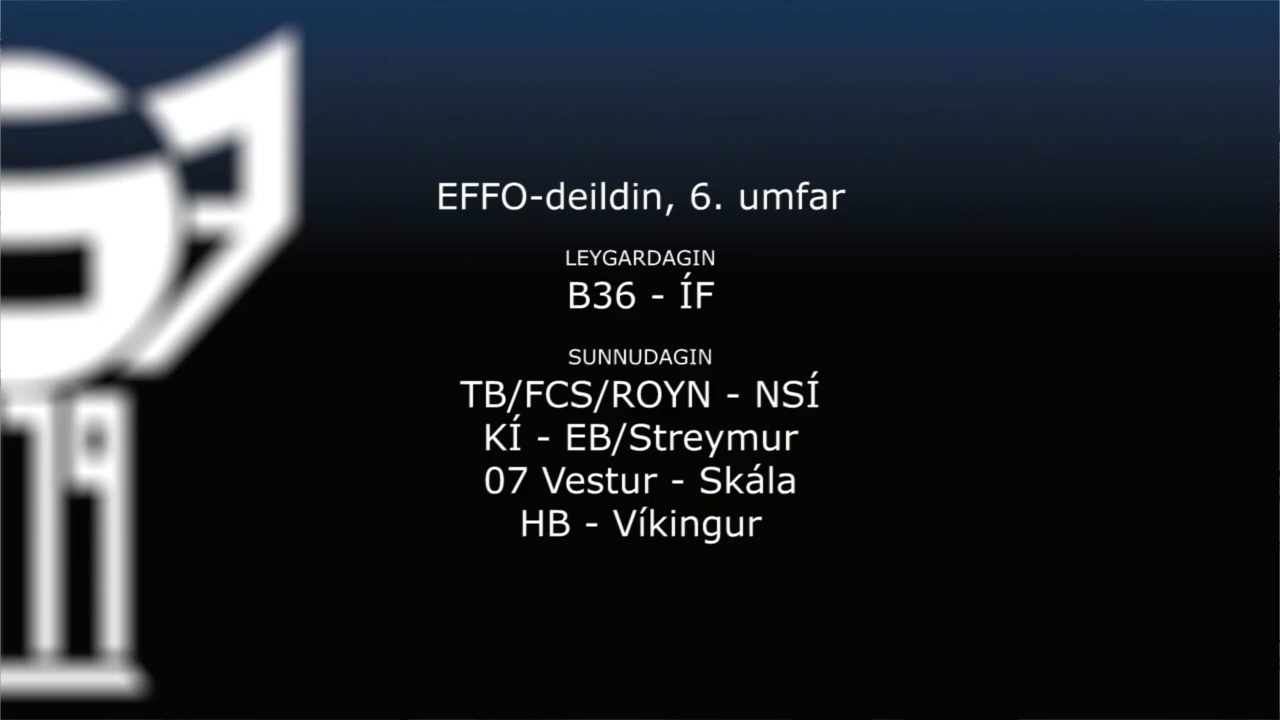 EFFO-deildin, 6. umfar
LEYGARDAGIN
B36 - ÍF
SUNNUDAGIN
TB/FCS/ROYN - NSÍ
KÍ - EB/Streymur
07 Vestur - Skála
HB - Víkingur